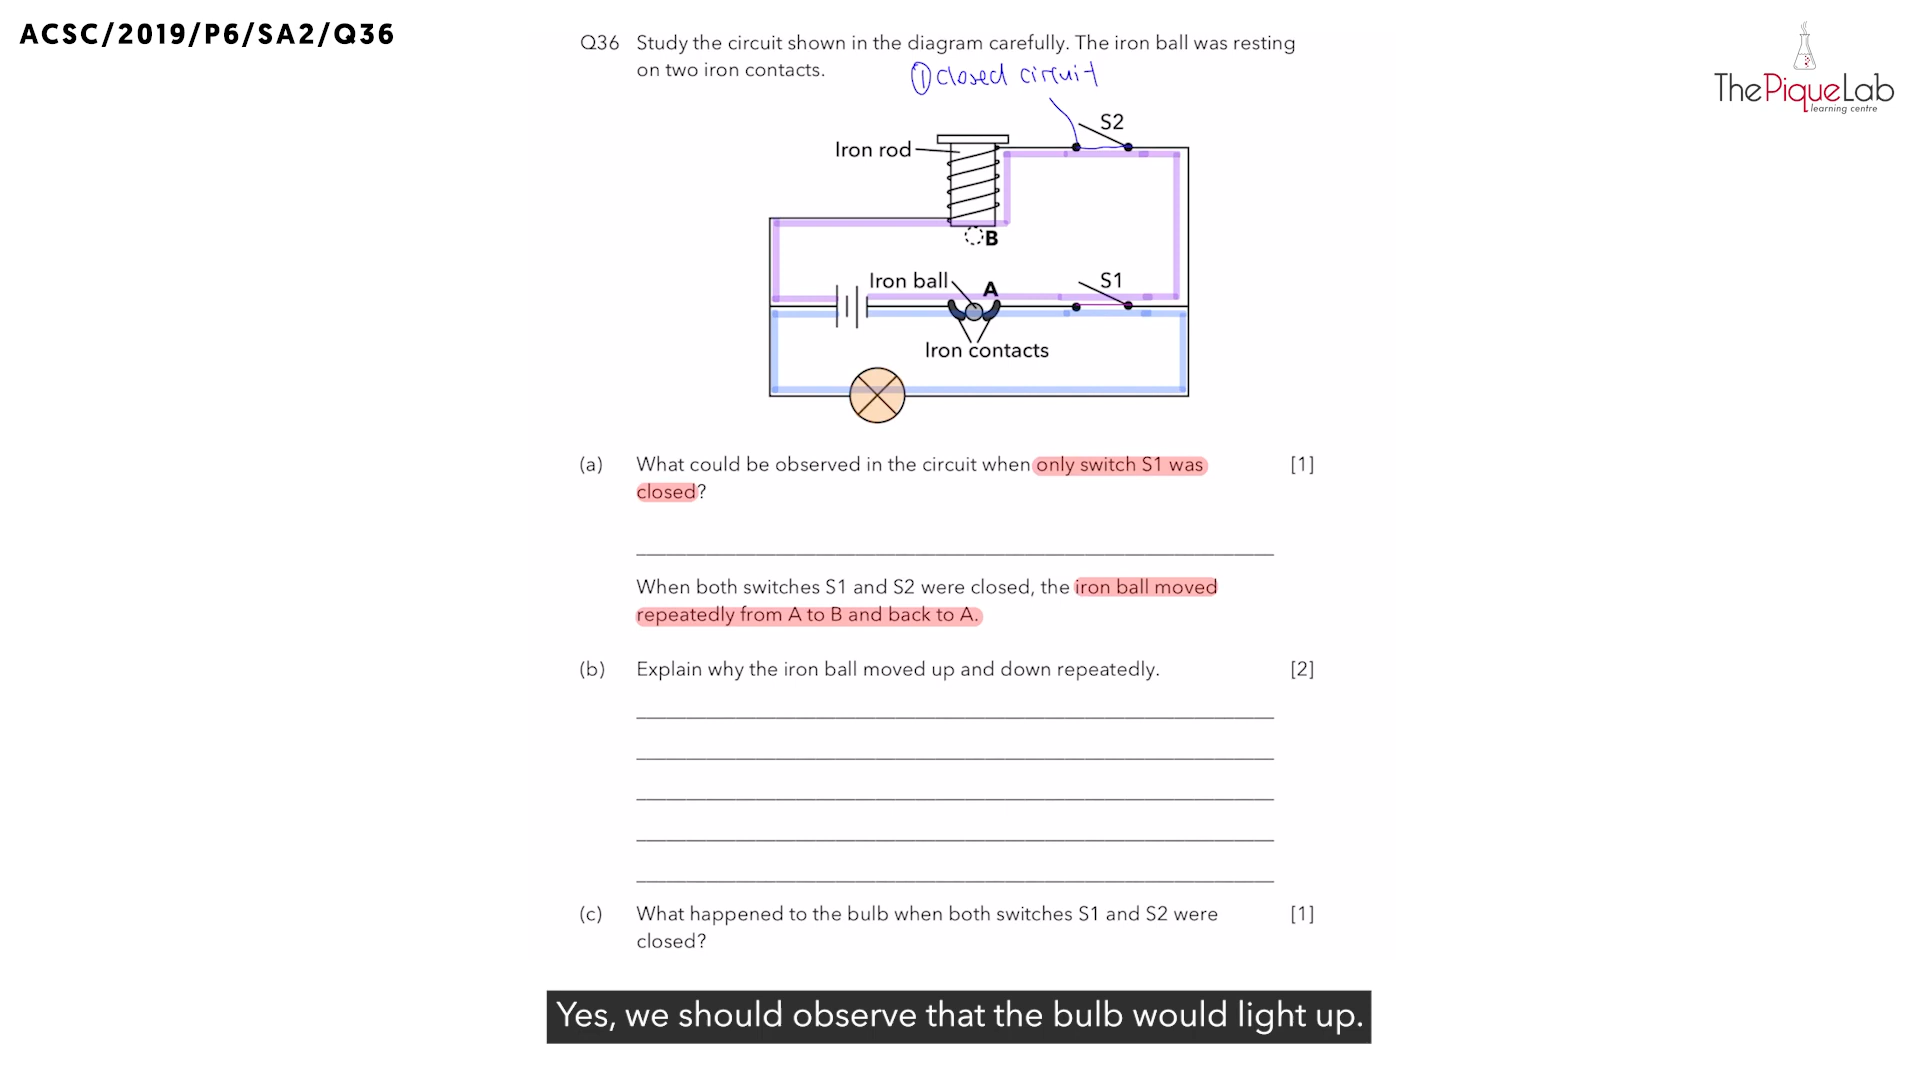 ACSC/2019/P6/SA2/Q36
ThePiqueLab
learning centre
Q36 Study the circuit shown in the diagram carefully. The iron ball was resting
on two iron contacts.
① closed circuit
S2
Iron rod
B
Iron ball
A
S1
Iron contacts
(a) What could be observed in the circuit when only switch S1 was [1]
closed?
When both switches S1 and S2 were closed, the iron ball moved
repeatedly from A to B and back to A.
(b) Explain why the iron ball moved up and down repeatedly. [2]
(c) What happened to the bulb when both switches S1 and S2 were [1]
closed?
Yes, we should observe that the bulb would light up.